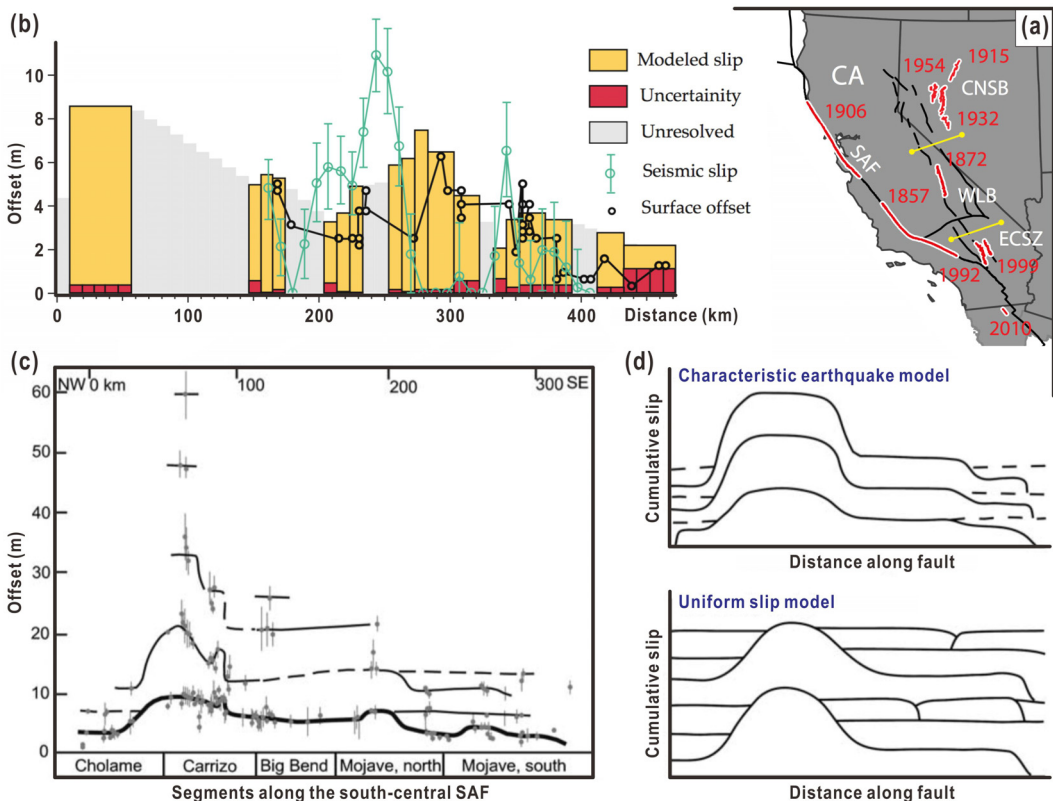 (b)
10
8
6
4
2
0
Offset (m)
0
100
200
300
400
Distance (km)
Modeled slip
Uncertainity
Unresolved
Seismic slip
Surface offset
(a)
CA
1954
1915
CNSB
1906
1932
SAF
1872
1857
WLB
ECSZ
1992
1999
2010
(c)
NW 0 km
100
200
300 SE
60
50
40
30
20
10
0
Offset (m)
Cholame
Carrizo
Big Bend
Mojave, north
Mojave, south
Segments along the south-central SAF
(d)
Characteristic earthquake model
Cumulative slip
Distance along fault
Uniform slip model
Cumulative slip
Distance along fault